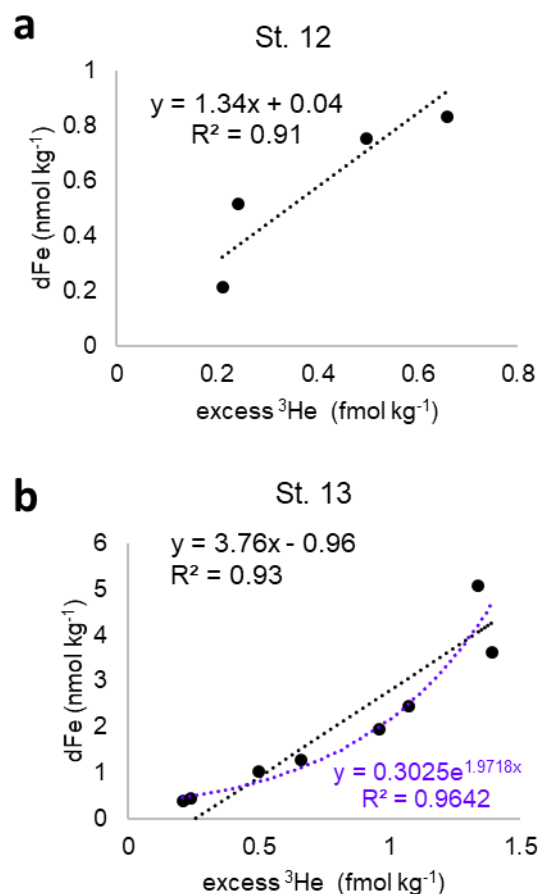 a
St. 12
y = 1.34x + 0.04
R² = 0.91
dFe (nmol kg⁻¹)
1
0.8
0.6
0.4
0.2
0
0 0.2 0.4 0.6 0.8
excess ³He (fmol kg⁻¹)
b
St. 13
y = 3.76x - 0.96
R² = 0.93
dFe (nmol kg⁻¹)
6
5
4
3
2
1
0
y = 0.3025e¹·⁹⁷¹⁸ˣ
R² = 0.9642
0 0.5 1 1.5
excess ³He (fmol kg⁻¹)